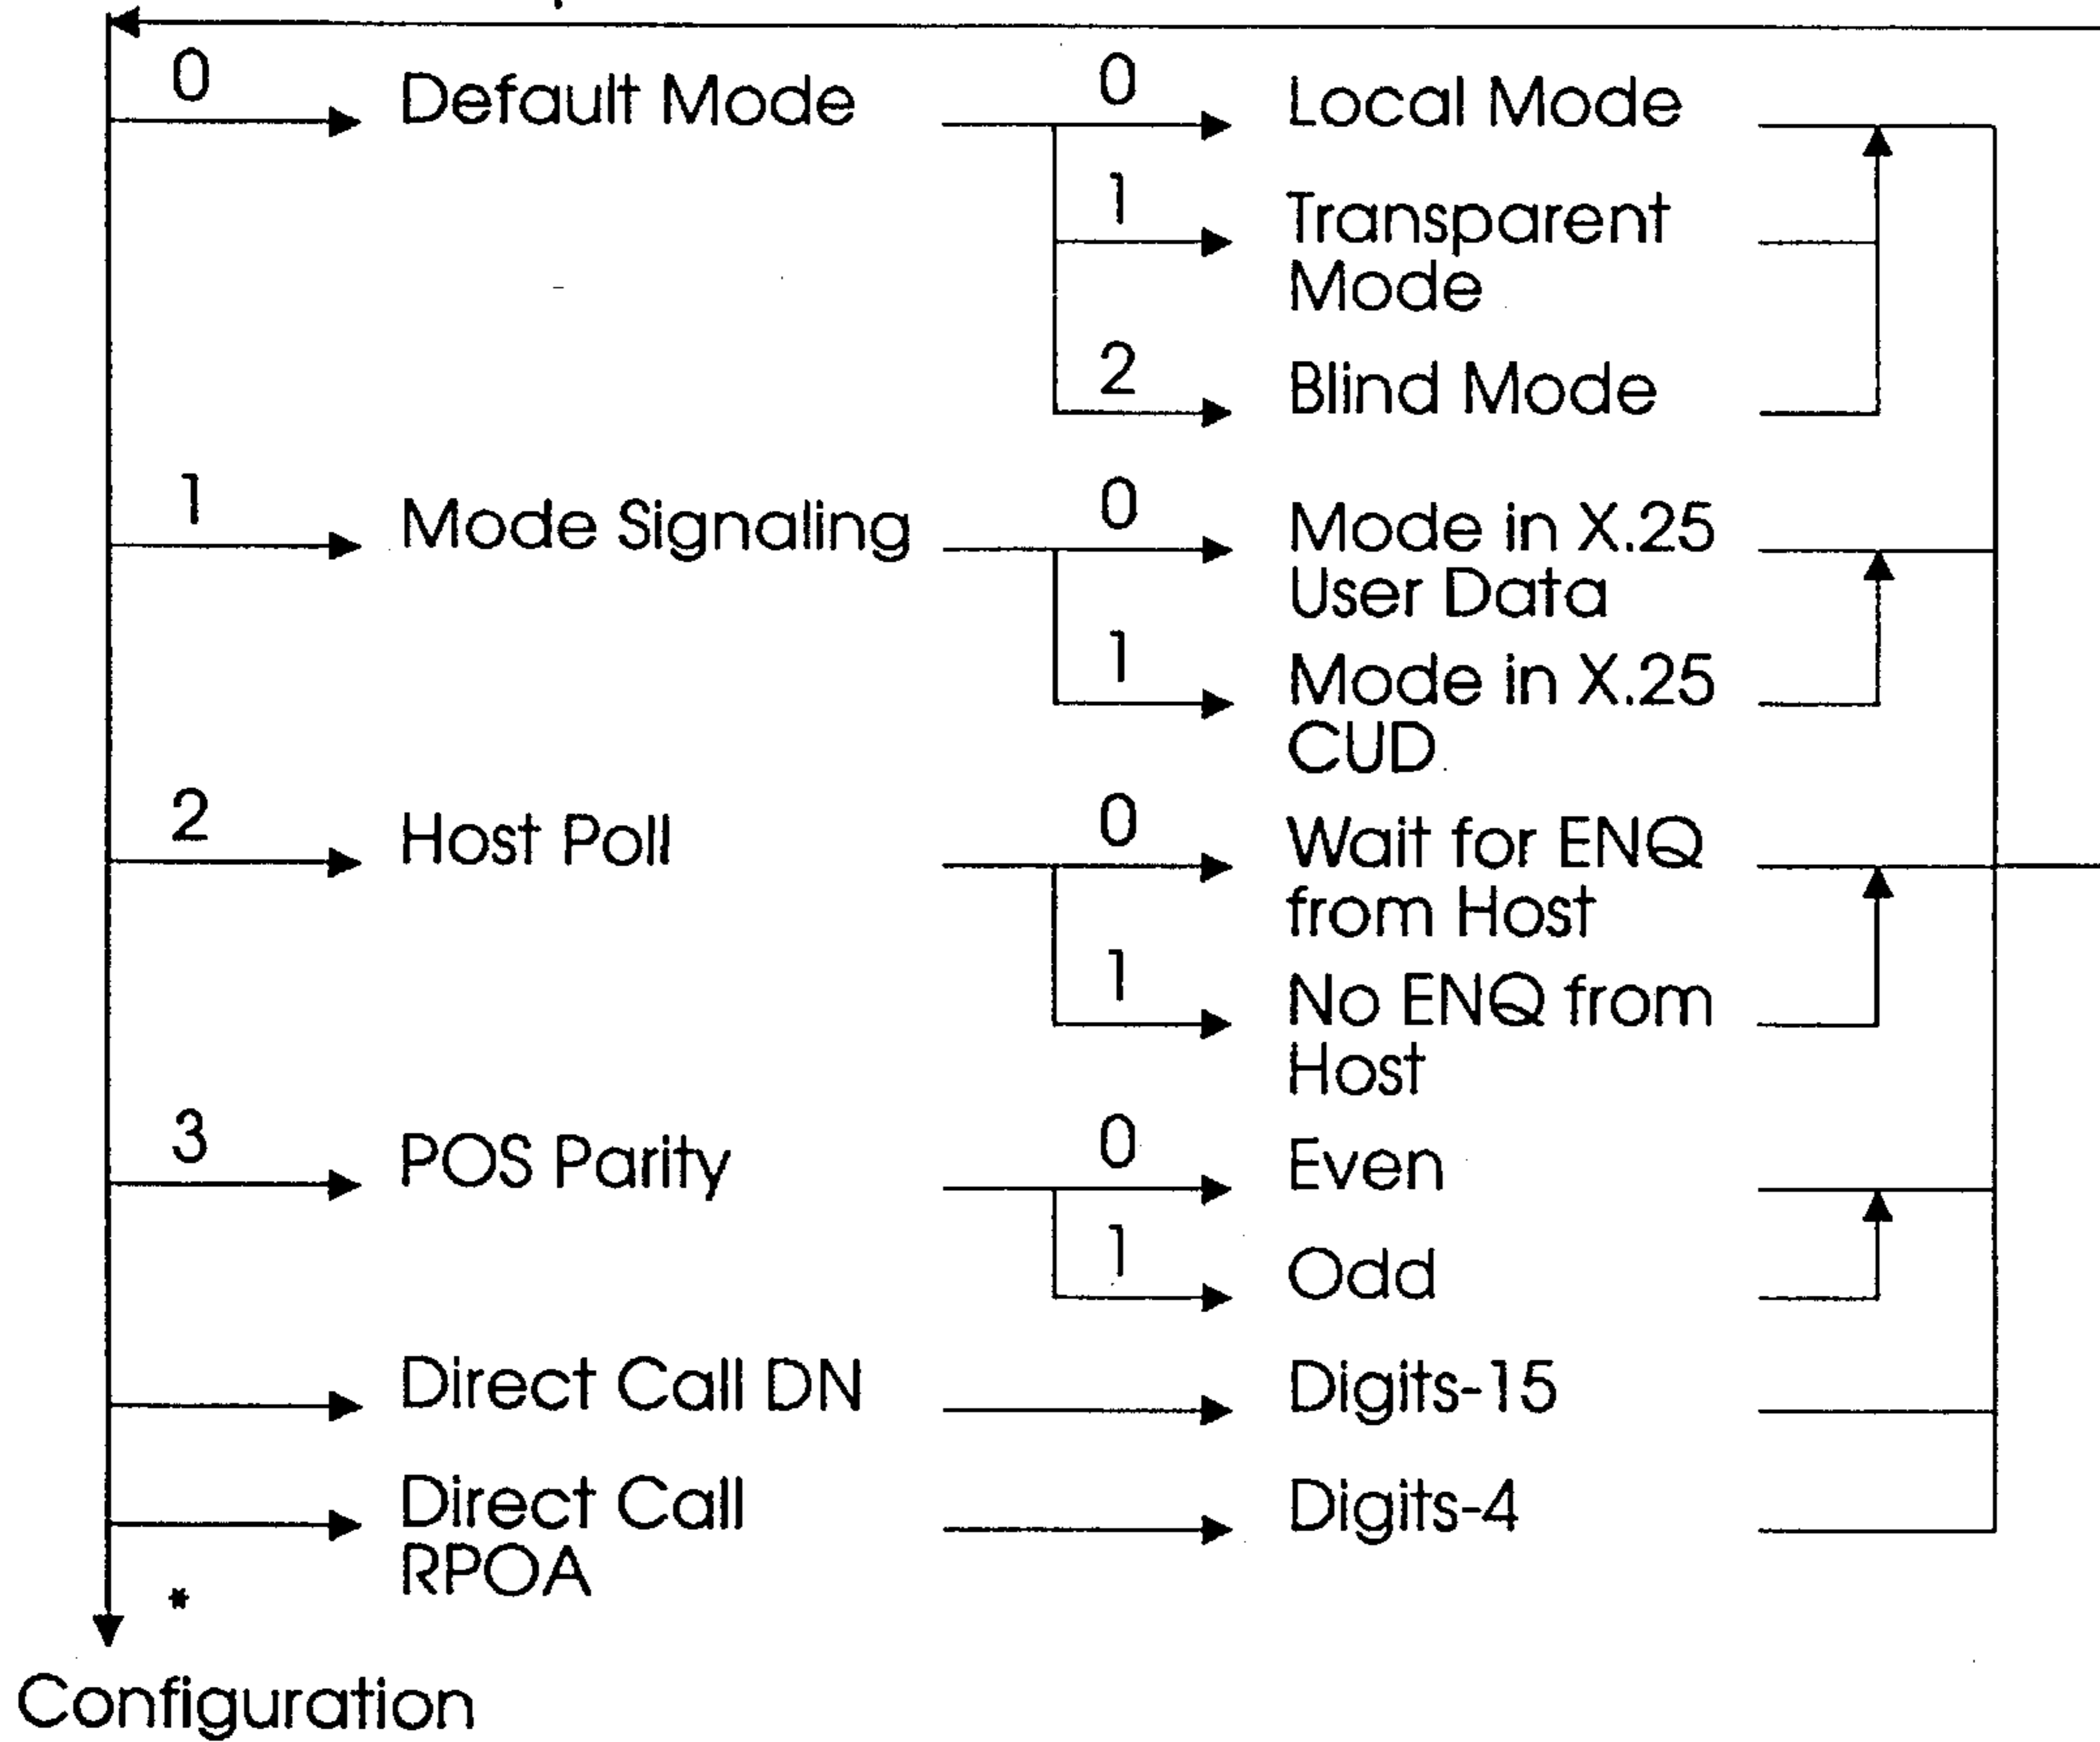 0 Default Mode 0 Local Mode
1 Transparent
Mode
2 Blind Mode
1 Mode Signaling 0 Mode in X.25
User Data
1 Mode in X.25
CUD
2 Host Poll 0 Wait for ENQ
from Host
1 No ENQ from
Host
3 POS Parity 0 Even
1 Odd
Direct Call DN Digits-15
Direct Call Digits-4
RPOA
*
Configuration